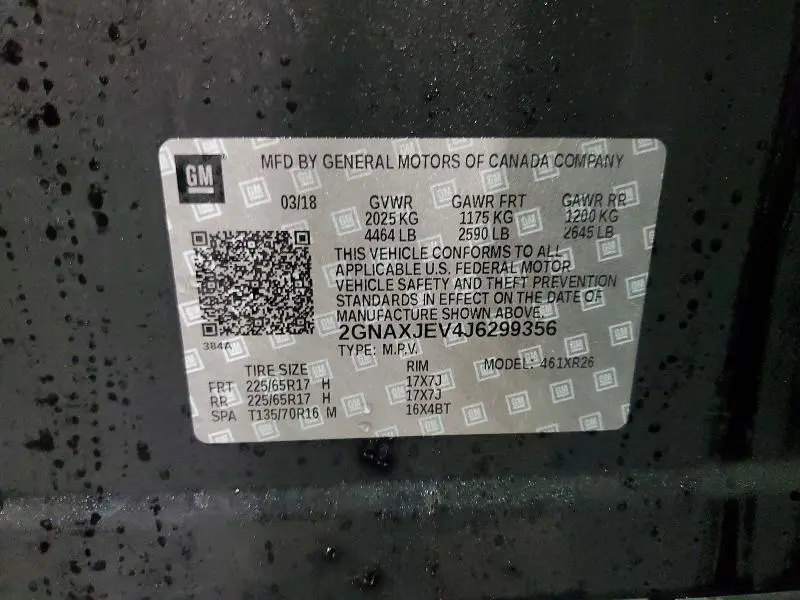 GM
MFD BY GENERAL MOTORS OF CANADA COMPANY
03/18 GVWR GAWR FRT GAWR RR
2025 KG 1175 KG 1200 KG
4464 LB 2590 LB 2645 LB
THIS VEHICLE CONFORMS TO ALL
APPLICABLE U.S. FEDERAL MOTOR
VEHICLE SAFETY AND THEFT PREVENTION
STANDARDS IN EFFECT ON THE DATE OF
MANUFACTURE SHOWN ABOVE.
2GNAXJEV4J6299356
384A
TYPE: M.P.V.
TIRE SIZE RIM MODEL: 461XR26
FRT 225/65R17 H 17X7J
RR 225/65R17 H 17X7J
SPA T135/70R16 M 16X4BT